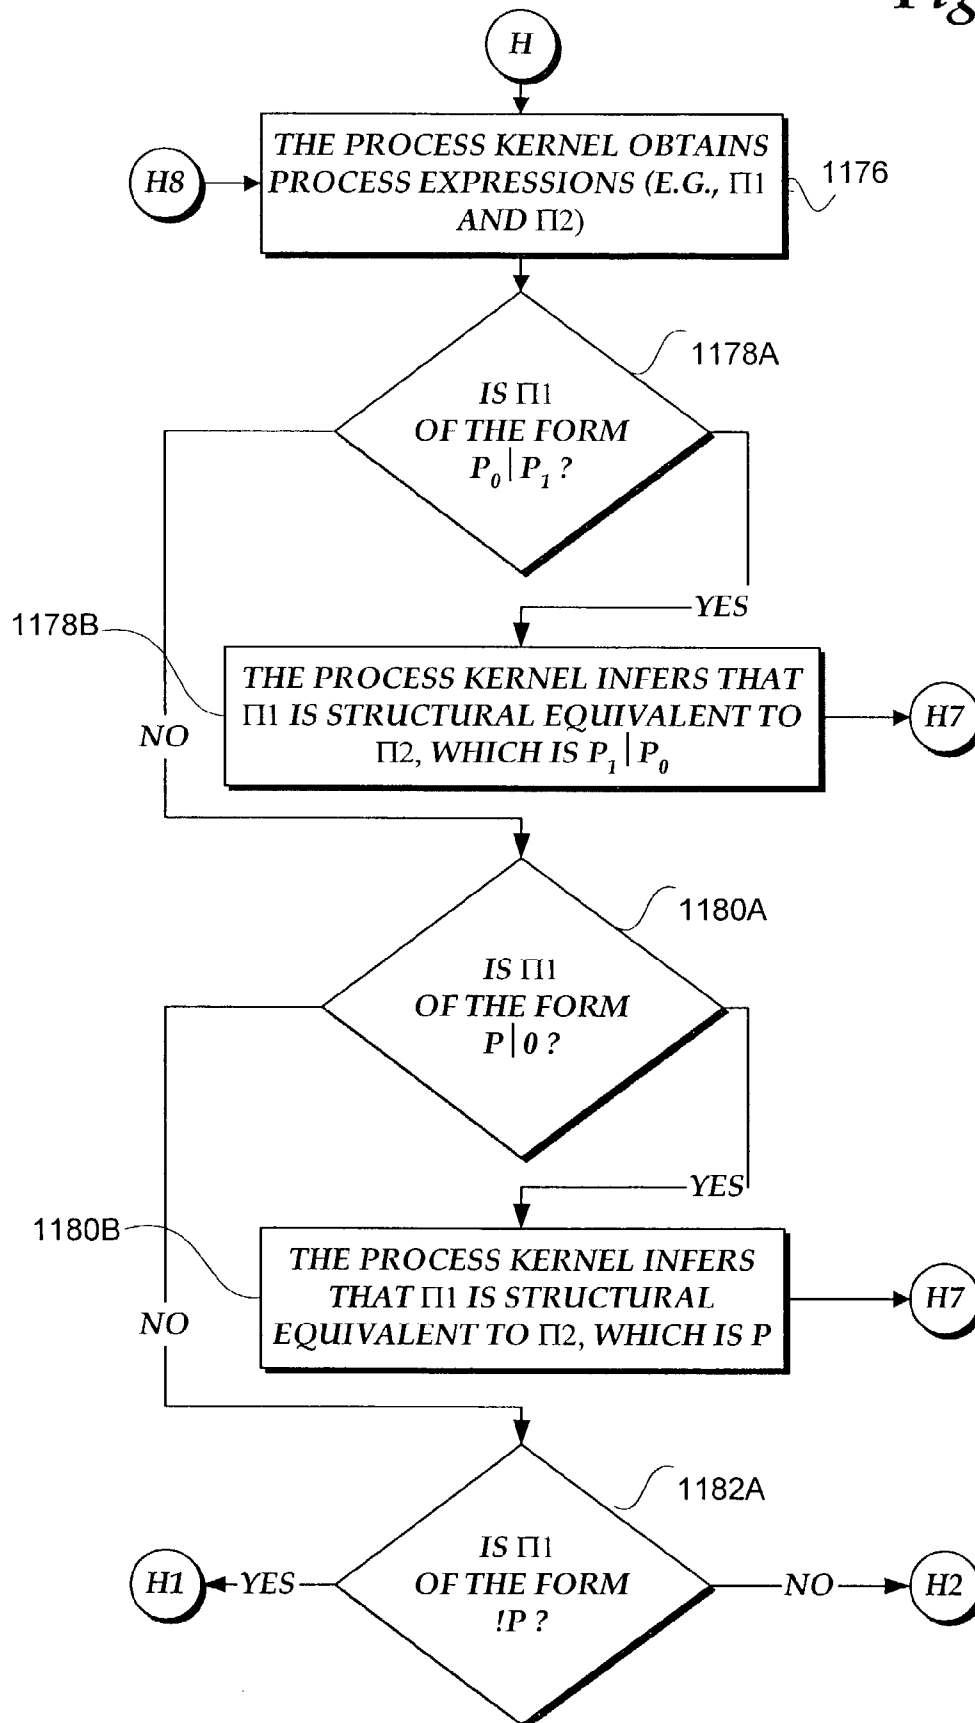 Fig
H
THE PROCESS KERNEL OBTAINS
PROCESS EXPRESSIONS (E.G., Π1
AND Π2)
H8
1176
1178A
IS Π1
OF THE FORM
P₀|P₁ ?
YES
1178B
THE PROCESS KERNEL INFERS THAT
Π1 IS STRUCTURAL EQUIVALENT TO
Π2, WHICH IS P₁|P₀
H7
NO
1180A
IS Π1
OF THE FORM
P|0 ?
YES
1180B
THE PROCESS KERNEL INFERS
THAT Π1 IS STRUCTURAL
EQUIVALENT TO Π2, WHICH IS P
H7
NO
1182A
IS Π1
OF THE FORM
!P ?
H1
YES
NO
H2